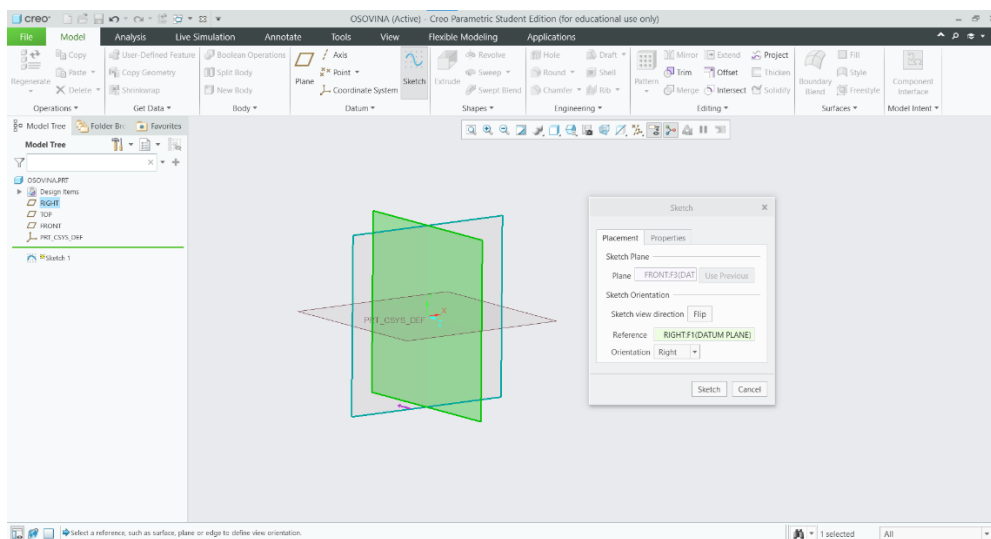 creo OSOVINA (Active) - Creo Parametric Student Edition (for educational use only)
File Model Analysis Live Simulation Annotate Tools View Flexible Modeling Applications
Regenerate Copy Paste Delete User-Defined Feature Copy Geometry Shrinkwrap Boolean Operations Split Body New Body Plane Axis Point Coordinate System Sketch Extrude Revolve Sweep Swept Blend Hole Round Chamfer Draft Shell Rib Pattern Mirror Trim Merge Extend Offset Intersect Project Thicken Solidify Boundary Blend Fill Style Freestyle Component Interface
Operations Get Data Body Datum Shapes Engineering Editing Surfaces Model Intent
Model Tree Folder Br Favorites
Model Tree
OSOVINA.PRT
Design Items
RIGHT
TOP
FRONT
PRT_CSYS_DEF
Sketch 1
PRT_CSYS_DEF X
Sketch
Placement Properties
Sketch Plane
Plane FRONT:F3(DAT Use Previous
Sketch Orientation
Sketch view direction Flip
Reference RIGHT:F1(DATUM PLANE)
Orientation Right
Sketch Cancel
Select a reference, such as surface, plane or edge to define view orientation. 1 selected All